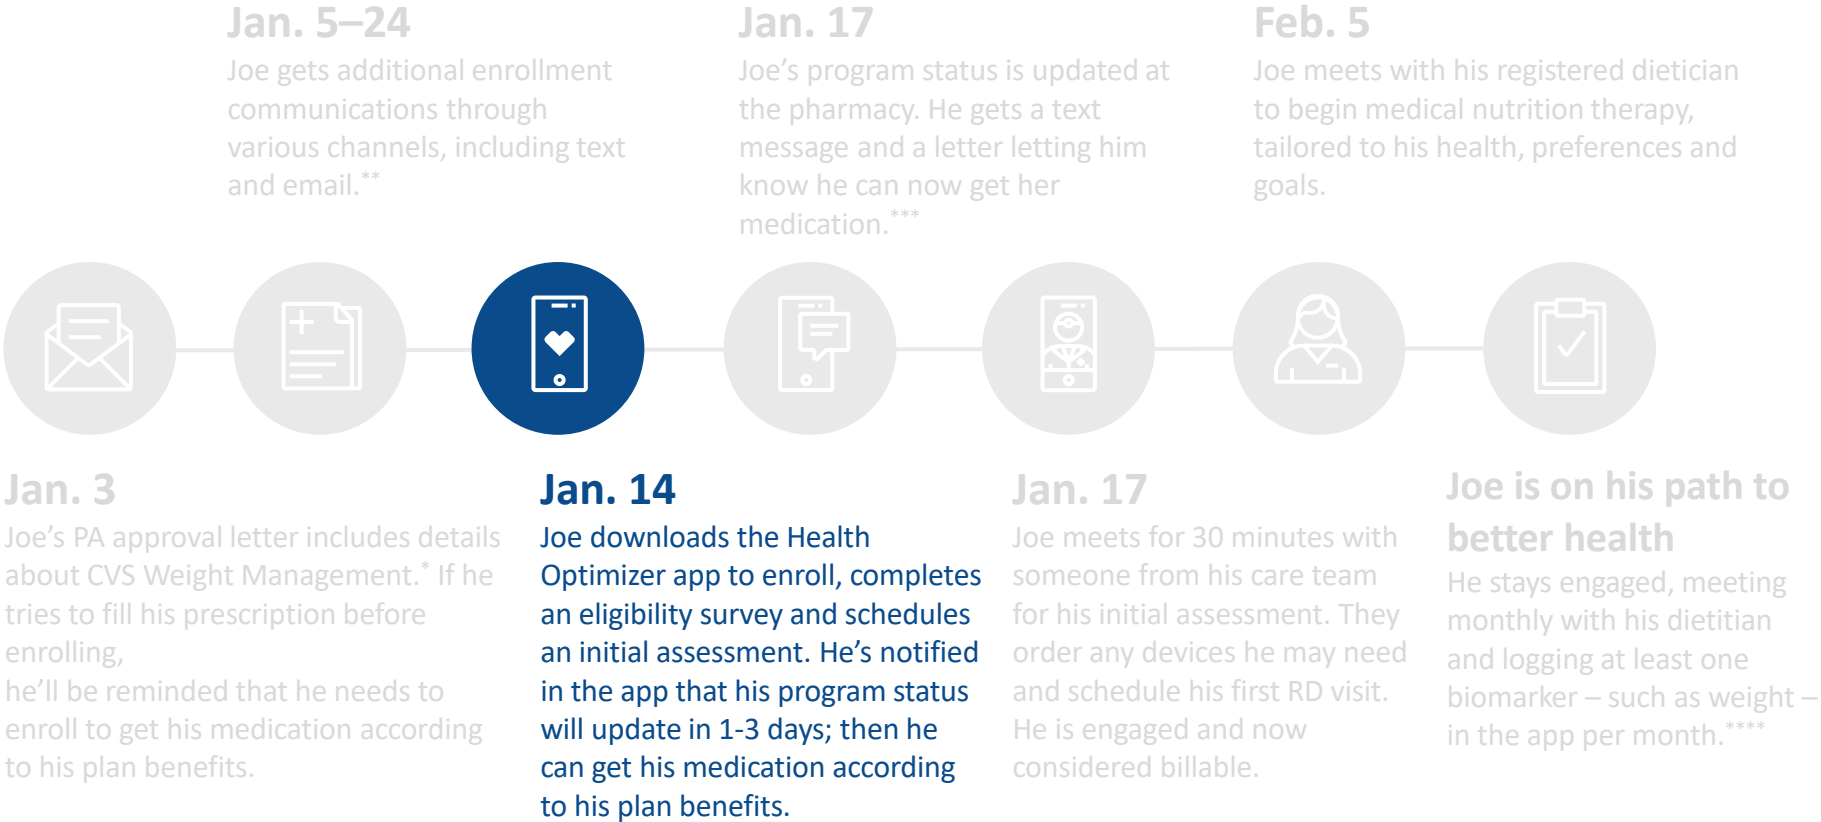 Jan. 5–24
Joe gets additional enrollment
communications through
various channels, including text
and email.**
Jan. 17
Joe's program status is updated at
the pharmacy. He gets a text
message and a letter letting him
know he can now get her
medication.***
Feb. 5
Joe meets with his registered dietician
to begin medical nutrition therapy,
tailored to his health, preferences and
goals.
Jan. 3
Joe's PA approval letter includes details
about CVS Weight Management.* If he
tries to fill his prescription before
enrolling,
he'll be reminded that he needs to
enroll to get his medication according
to his plan benefits.
Jan. 14
Joe downloads the Health
Optimizer app to enroll, completes
an eligibility survey and schedules
an initial assessment. He's notified
in the app that his program status
will update in 1-3 days; then he
can get his medication according
to his plan benefits.
Jan. 17
Joe meets for 30 minutes with
someone from his care team
for his initial assessment. They
order any devices he may need
and schedule his first RD visit.
He is engaged and now
considered billable.
Joe is on his path to
better health
He stays engaged, meeting
monthly with his dietitian
and logging at least one
biomarker – such as weight –
in the app per month.****